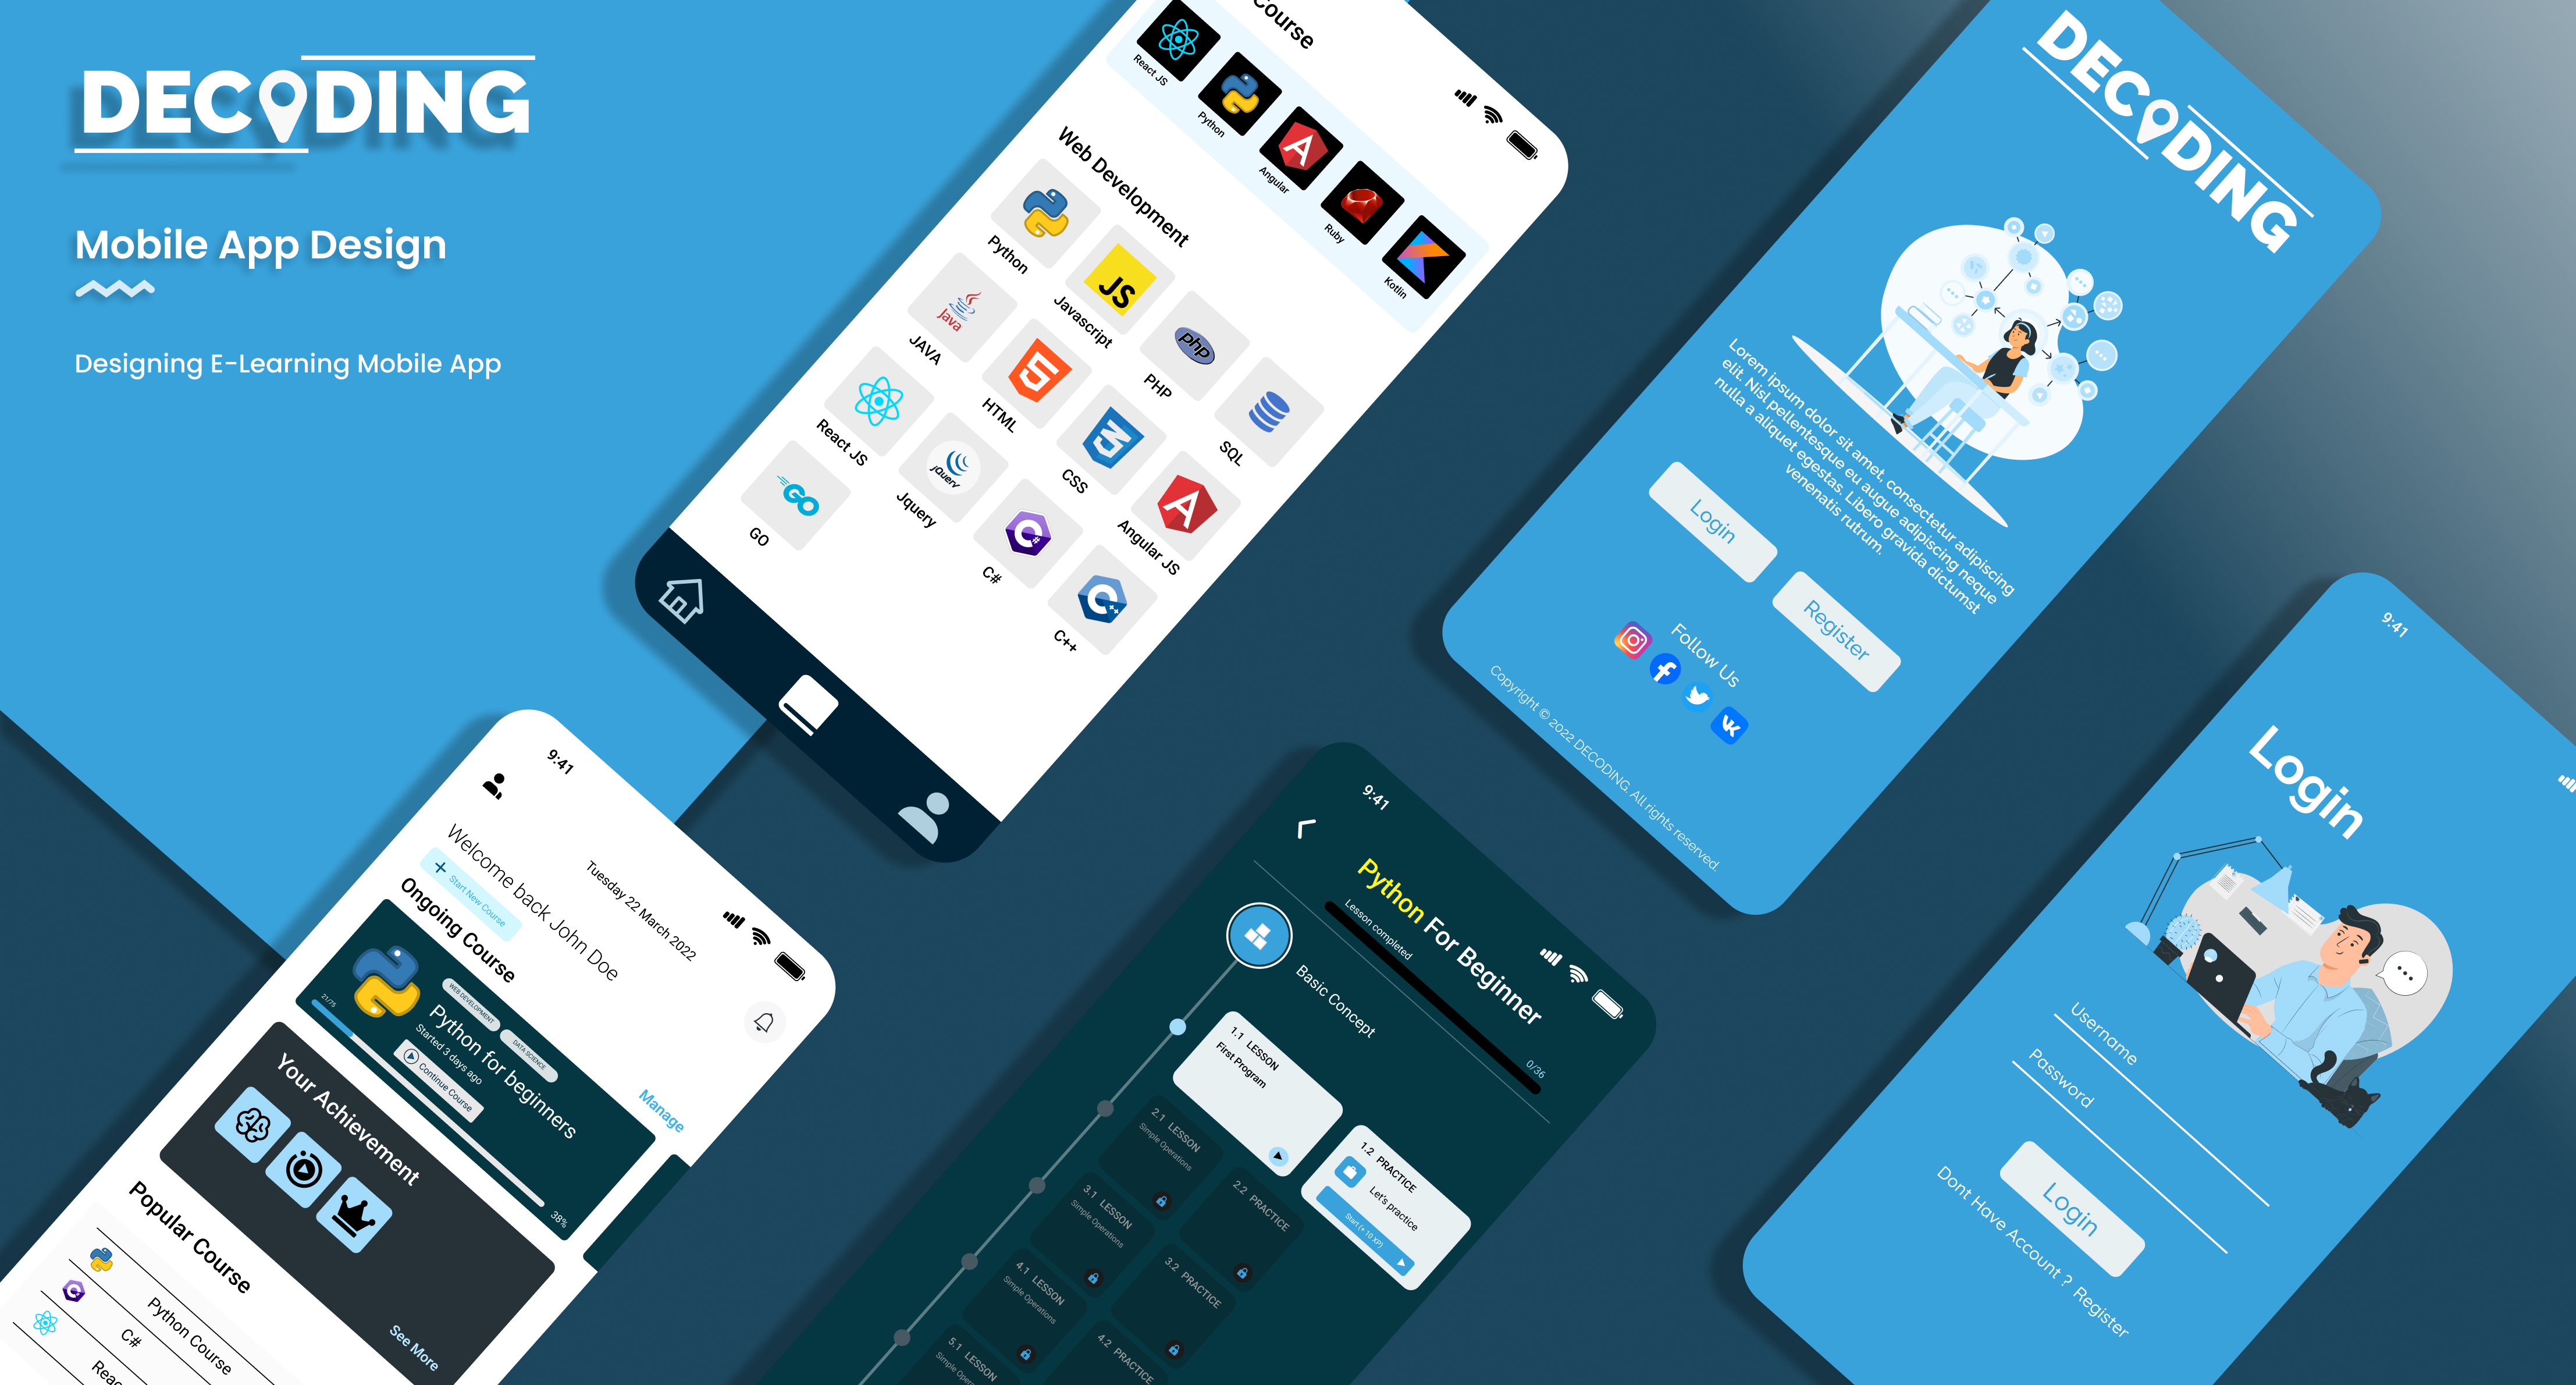 DECODING
Mobile App Design
Designing E-Learning Mobile App
Course
React JS
Python
Angular
Ruby
Kotlin
Web Development
Python
JS
Javascript
php
PHP
SQL
Java
JAVA
HTML
CSS
Angular JS
React JS
jQuery
Jquery
C#
C++
GO
GO
DECODING
Lorem ipsum dolor sit amet, consectetur adipiscing
elit. Nisl pellentesque eu augue adipiscing neque
nulla a aliquet egestas. Libero gravida dictumst
venenatis rutrum.
Login
Register
Follow Us
Copyright © 2022 DECODING. All rights reserved.
9:41
Tuesday 22 March 2022
Welcome back John Doe
+ Start New Course
Ongoing Course
Manage
WEB DEVELOPMENT
DATA SCIENCE
Python for beginners
Started 3 days ago
Continue Course
21/75
38%
Your Achievement
See More
Popular Course
Python Course
C#
Reac
9:41
Python For Beginner
Lesson completed
0/36
Basic Concept
1.1 LESSON
First Program
1.2 PRACTICE
Let's practice
Start (+ 10 XP)
2.1 LESSON
Simple Operations
2.2 PRACTICE
3.1 LESSON
Simple Operations
3.2 PRACTICE
4.1 LESSON
Simple Operations
4.2 PRACTICE
5.1 LESSON
Simple Oper
9:41
Login
Username
Password
Login
Dont Have Account ? Register